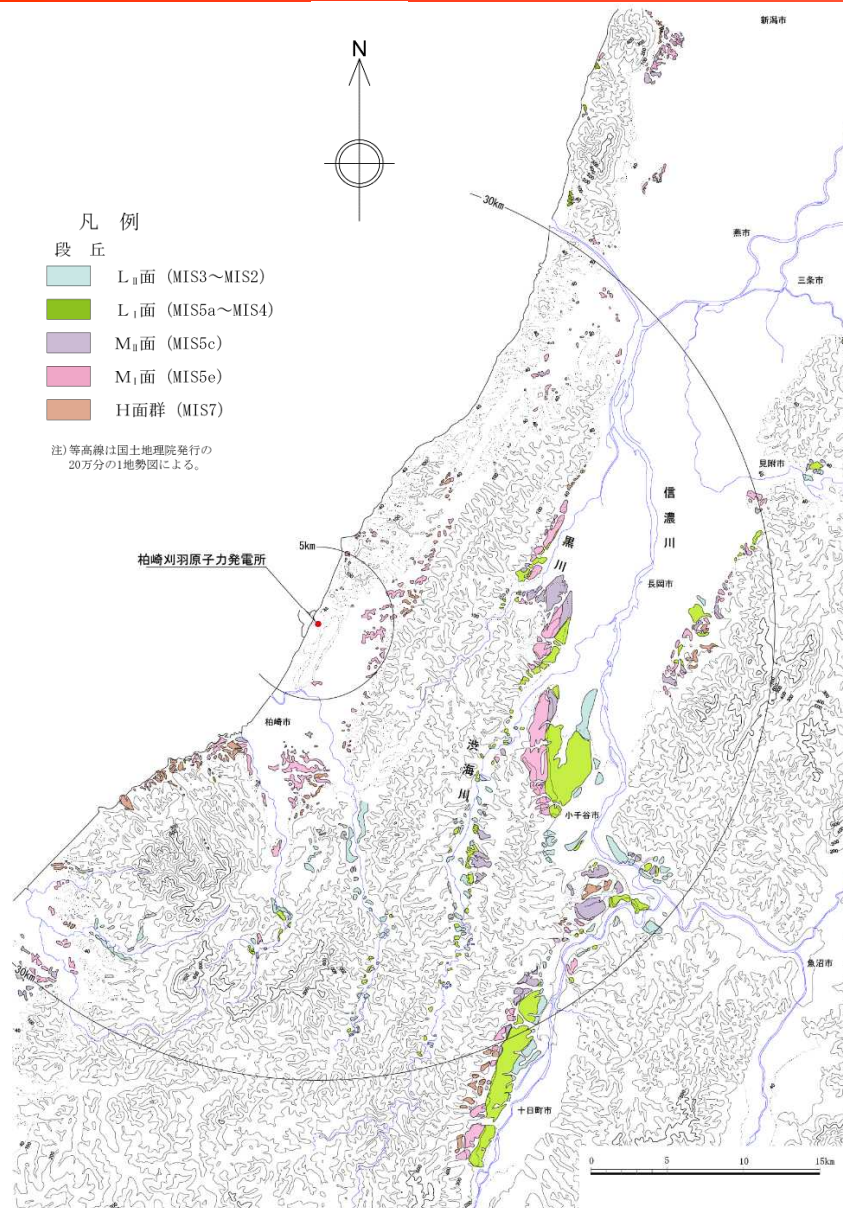 新潟市
N
30km
燕市
三条市
凡 例
段 丘
LⅡ面 (MIS3～MIS2)
LⅠ面 (MIS5a～MIS4)
MⅡ面 (MIS5c)
MⅠ面 (MIS5e)
H面群 (MIS7)
注)等高線は国土地理院発行の
20万分の1地勢図による。
見附市
信濃川
黒川
5km
柏崎刈羽原子力発電所
長岡市
柏崎市
渋海川
小千谷市
魚沼市
30km
十日町市
0 5 10 15km